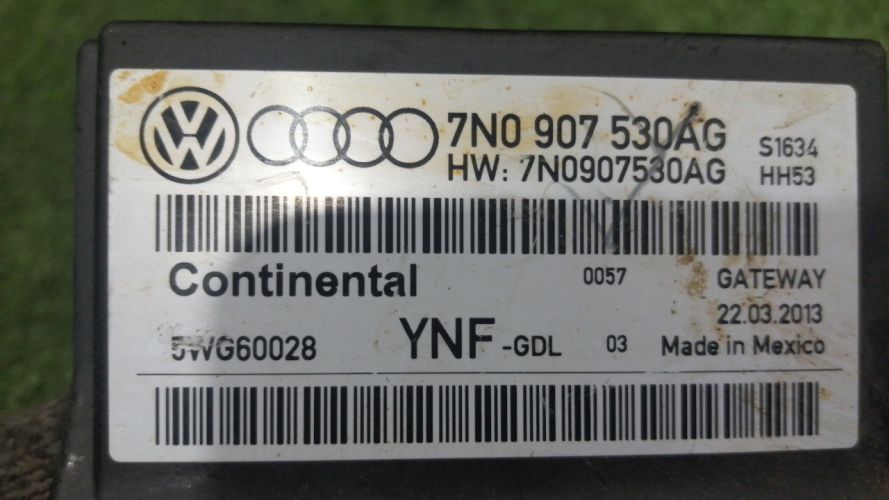 7N0 907 530AG S1634
HW: 7N0907530AG HH53
Continental 0057 GATEWAY
22.03.2013
5WG60028 YNF -GDL 03 Made in Mexico